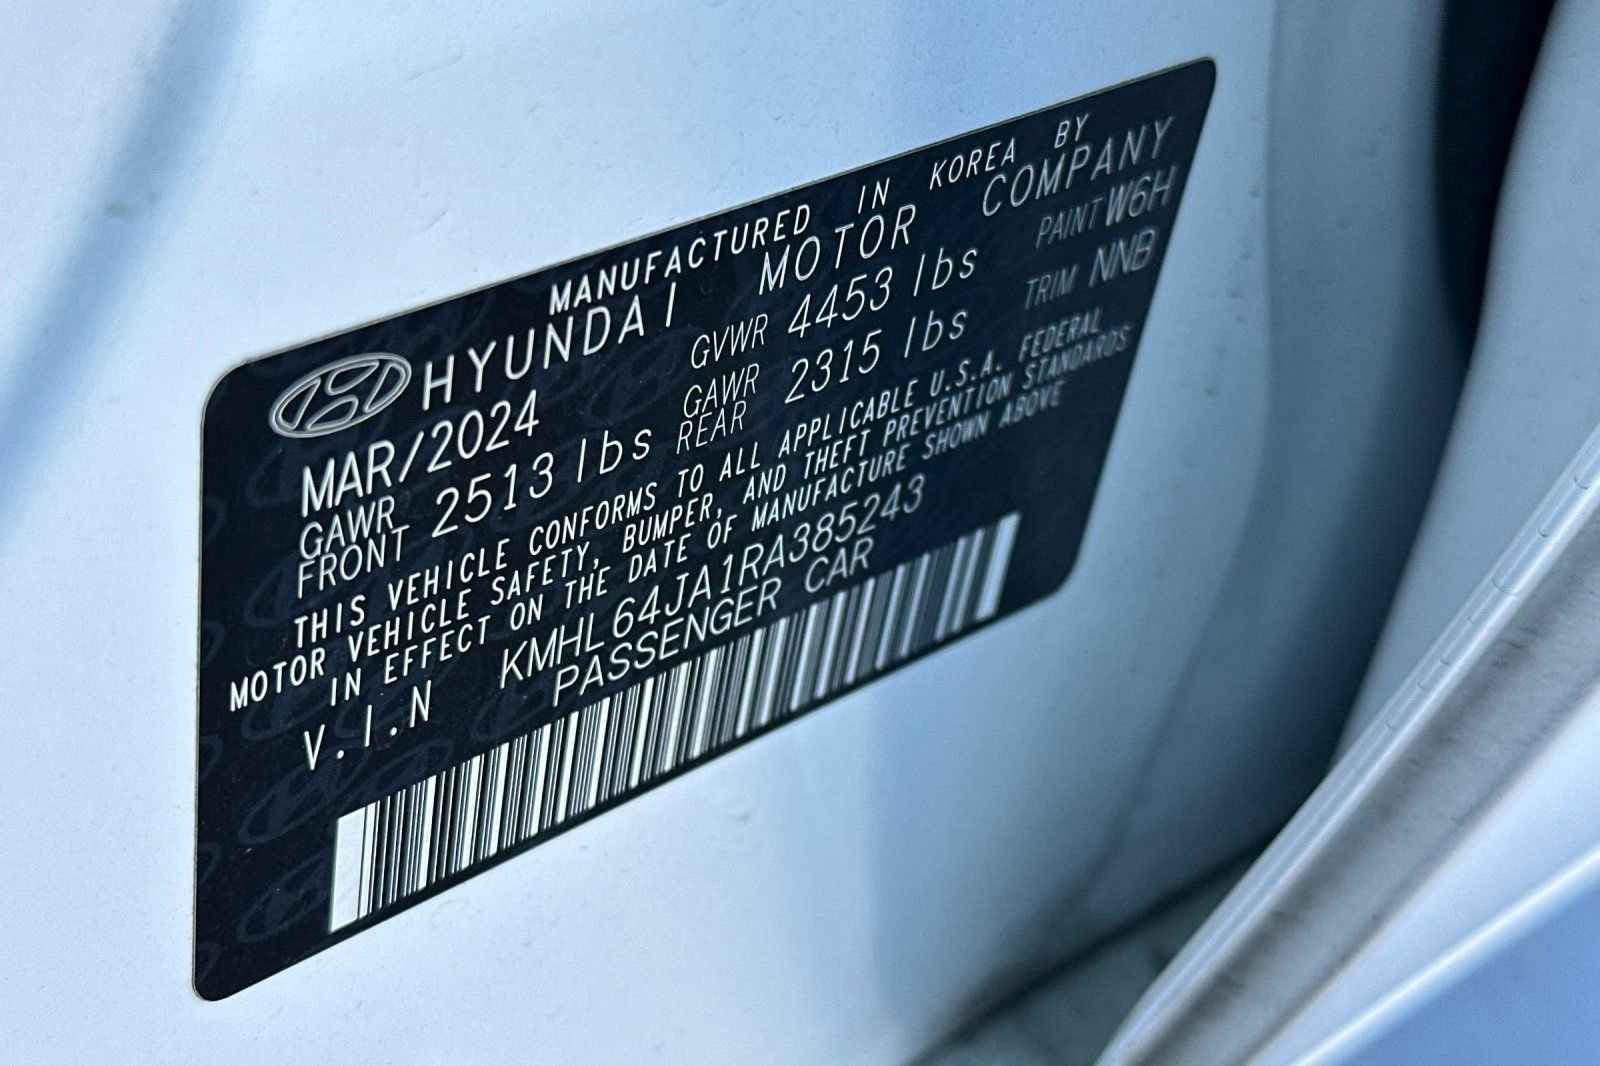 MANUFACTURED IN KOREA BY
HYUNDAI MOTOR COMPANY
MAR/2024 GVWR 4453 lbs PAINT W6H
GAWR FRONT 2513 lbs GAWR REAR 2315 lbs TRIM NNB
THIS VEHICLE CONFORMS TO ALL APPLICABLE U.S.A. FEDERAL
MOTOR VEHICLE SAFETY, BUMPER, AND THEFT PREVENTION STANDARDS
IN EFFECT ON THE DATE OF MANUFACTURE SHOWN ABOVE
V.I.N KMHL64JA1RA385243
PASSENGER CAR